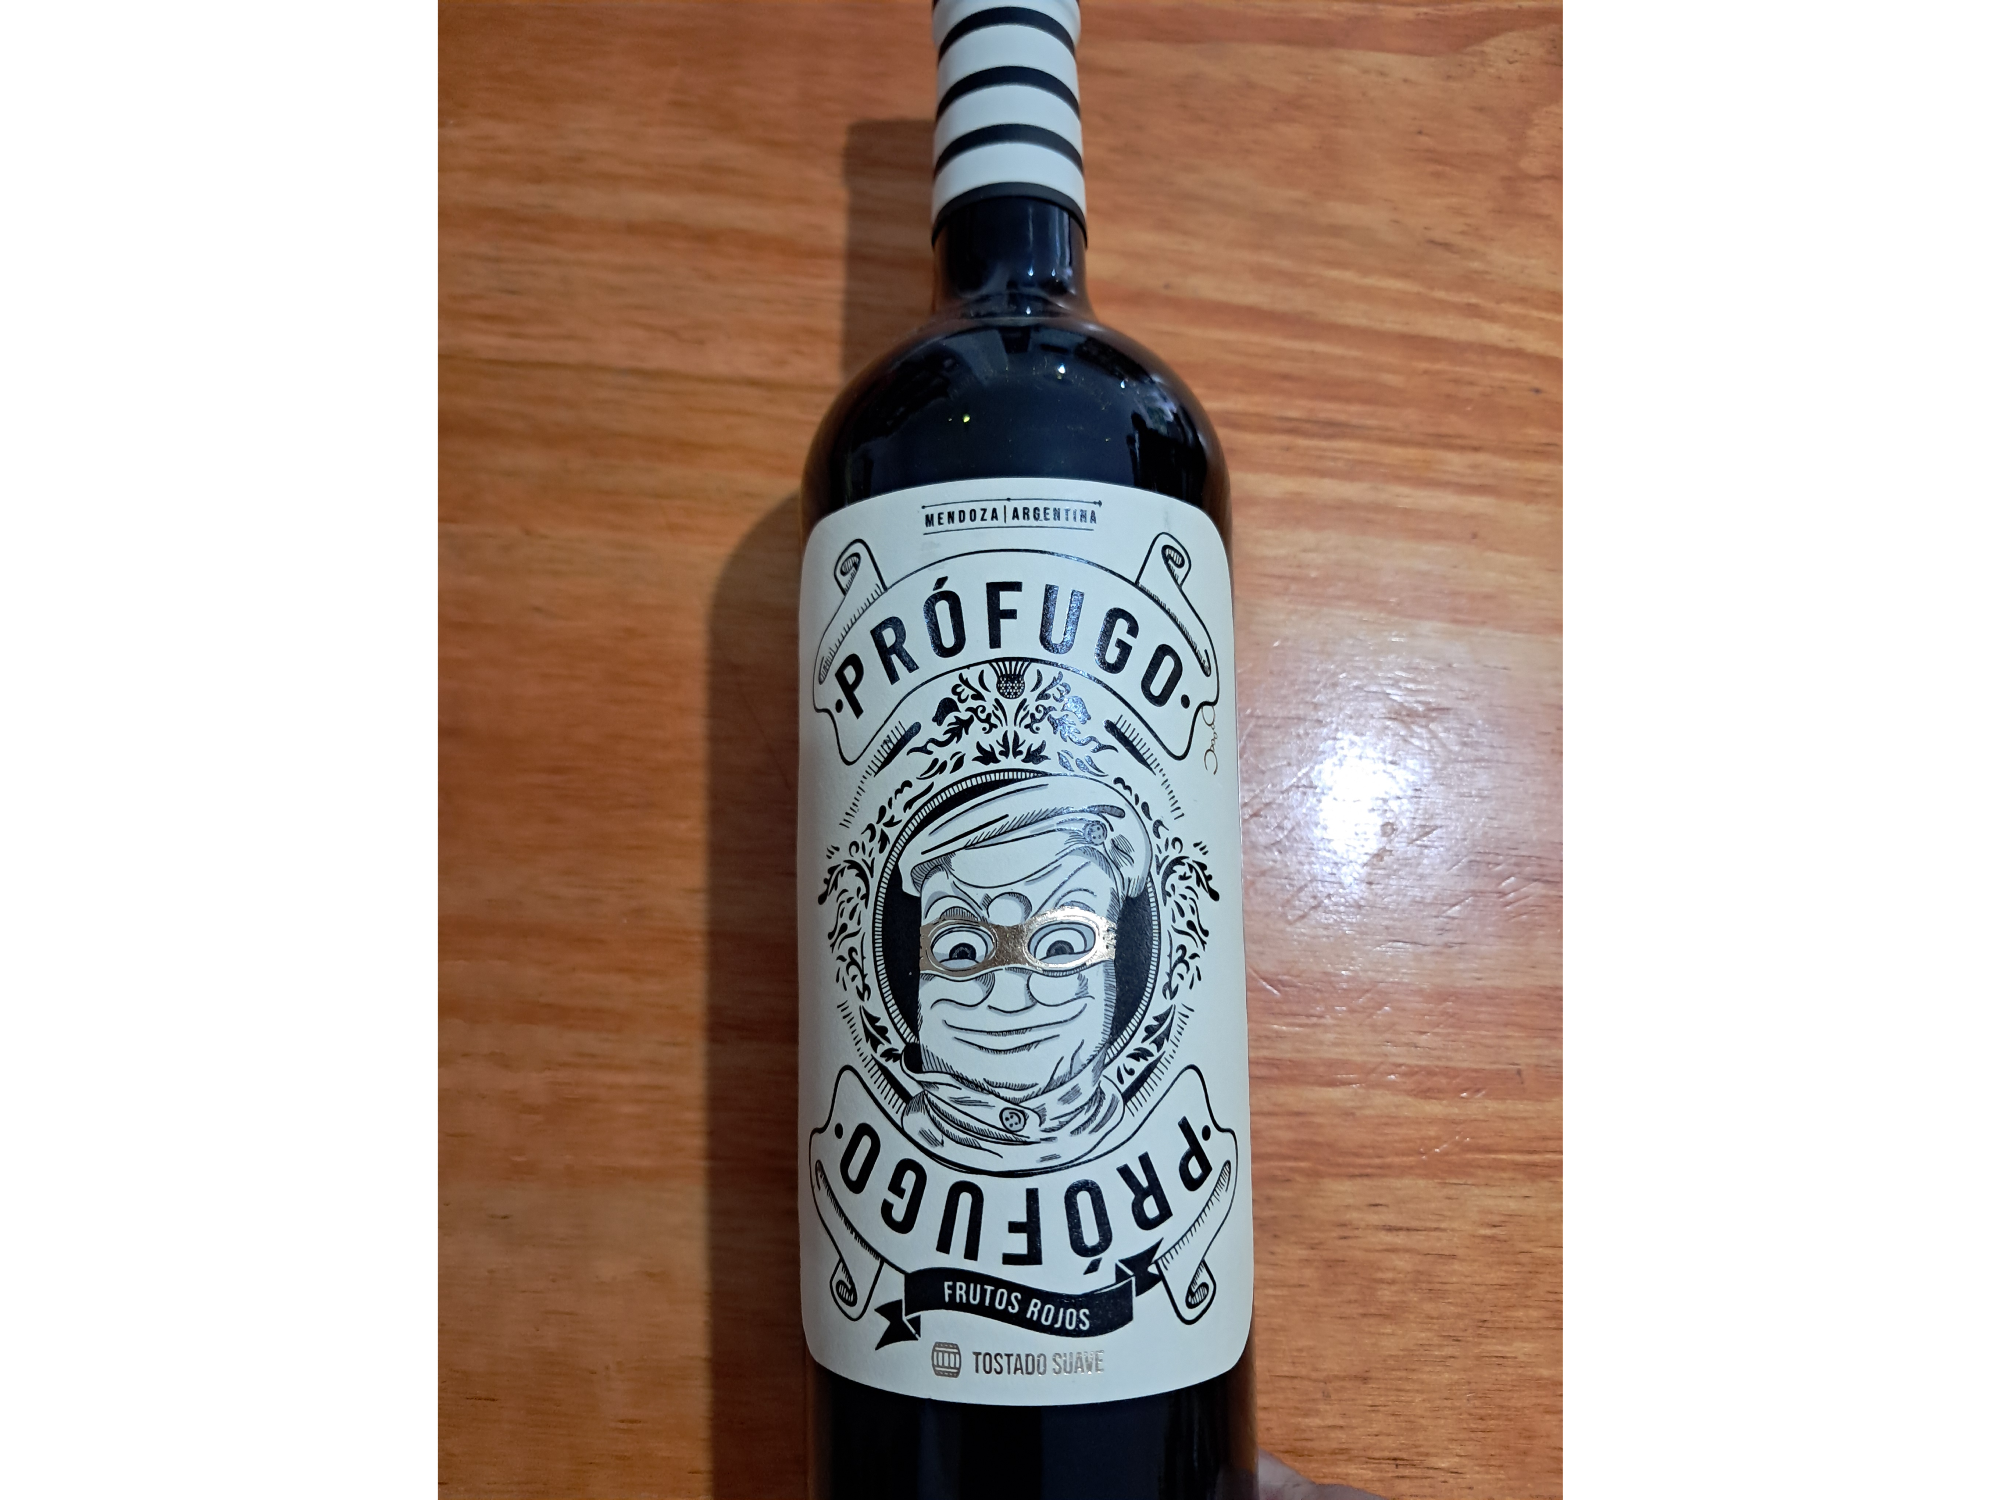 MENDOZA | ARGENTINA
·PRÓFUGO·
·PRÓFUGO·
FRUTOS ROJOS
TOSTADO SUAVE